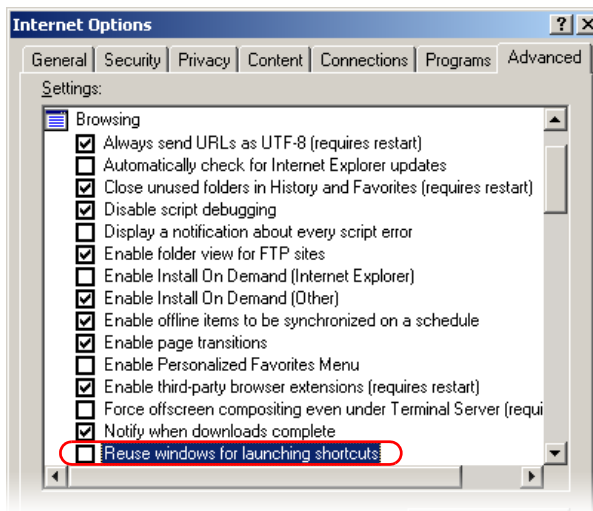 Internet Options
General Security Privacy Content Connections Programs Advanced
Settings:
Browsing
Always send URLs as UTF-8 (requires restart)
Automatically check for Internet Explorer updates
Close unused folders in History and Favorites (requires restart)
Disable script debugging
Display a notification about every script error
Enable folder view for FTP sites
Enable Install On Demand (Internet Explorer)
Enable Install On Demand (Other)
Enable offline items to be synchronized on a schedule
Enable page transitions
Enable Personalized Favorites Menu
Enable third-party browser extensions (requires restart)
Force offscreen compositing even under Terminal Server (requi
Notify when downloads complete
Reuse windows for launching shortcuts